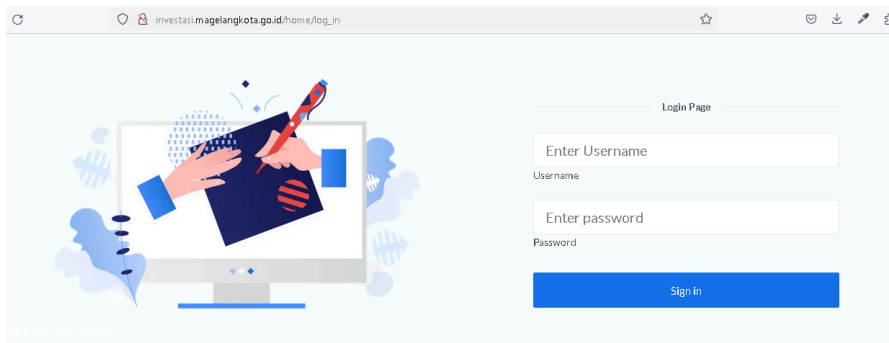 investasi.magelangkota.go.id/home/log_in
Login Page
Enter Username
Username
Enter password
Password
Sign in